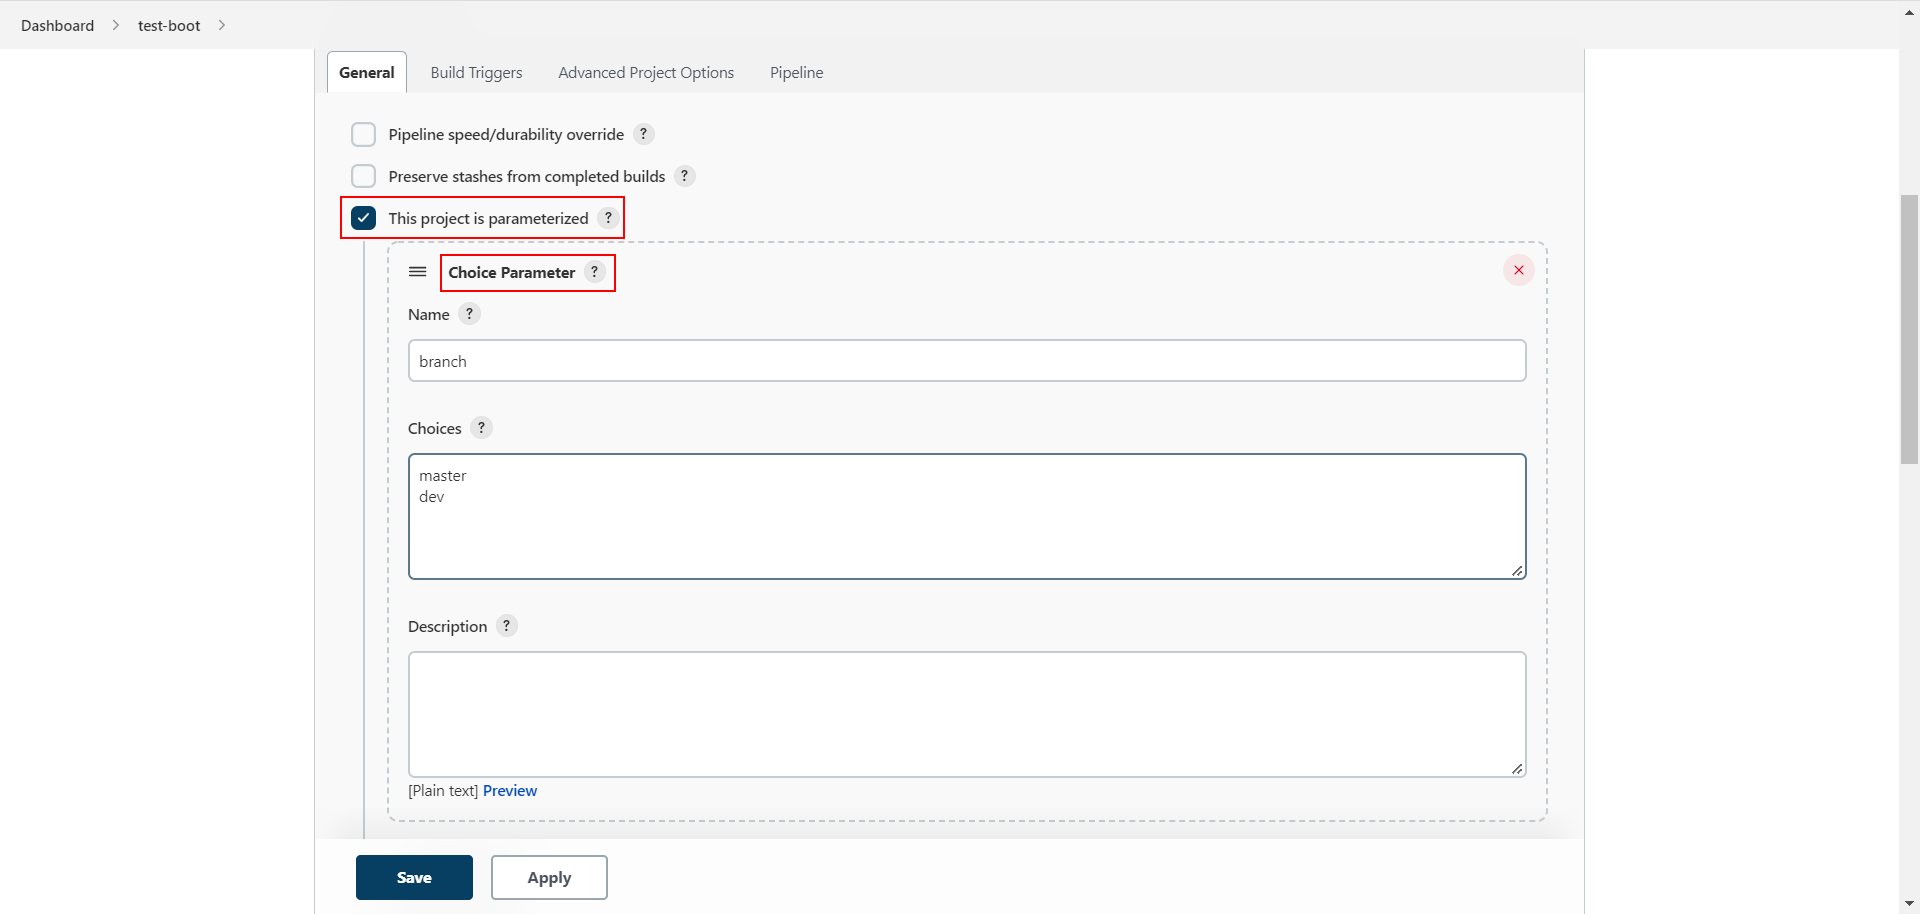 Dashboard > test-boot >
General Build Triggers Advanced Project Options Pipeline
Pipeline speed/durability override ?
Preserve stashes from completed builds ?
This project is parameterized ?
Choice Parameter ?
Name ?
branch
Choices ?
master
dev
Description ?
[Plain text] Preview
Save Apply